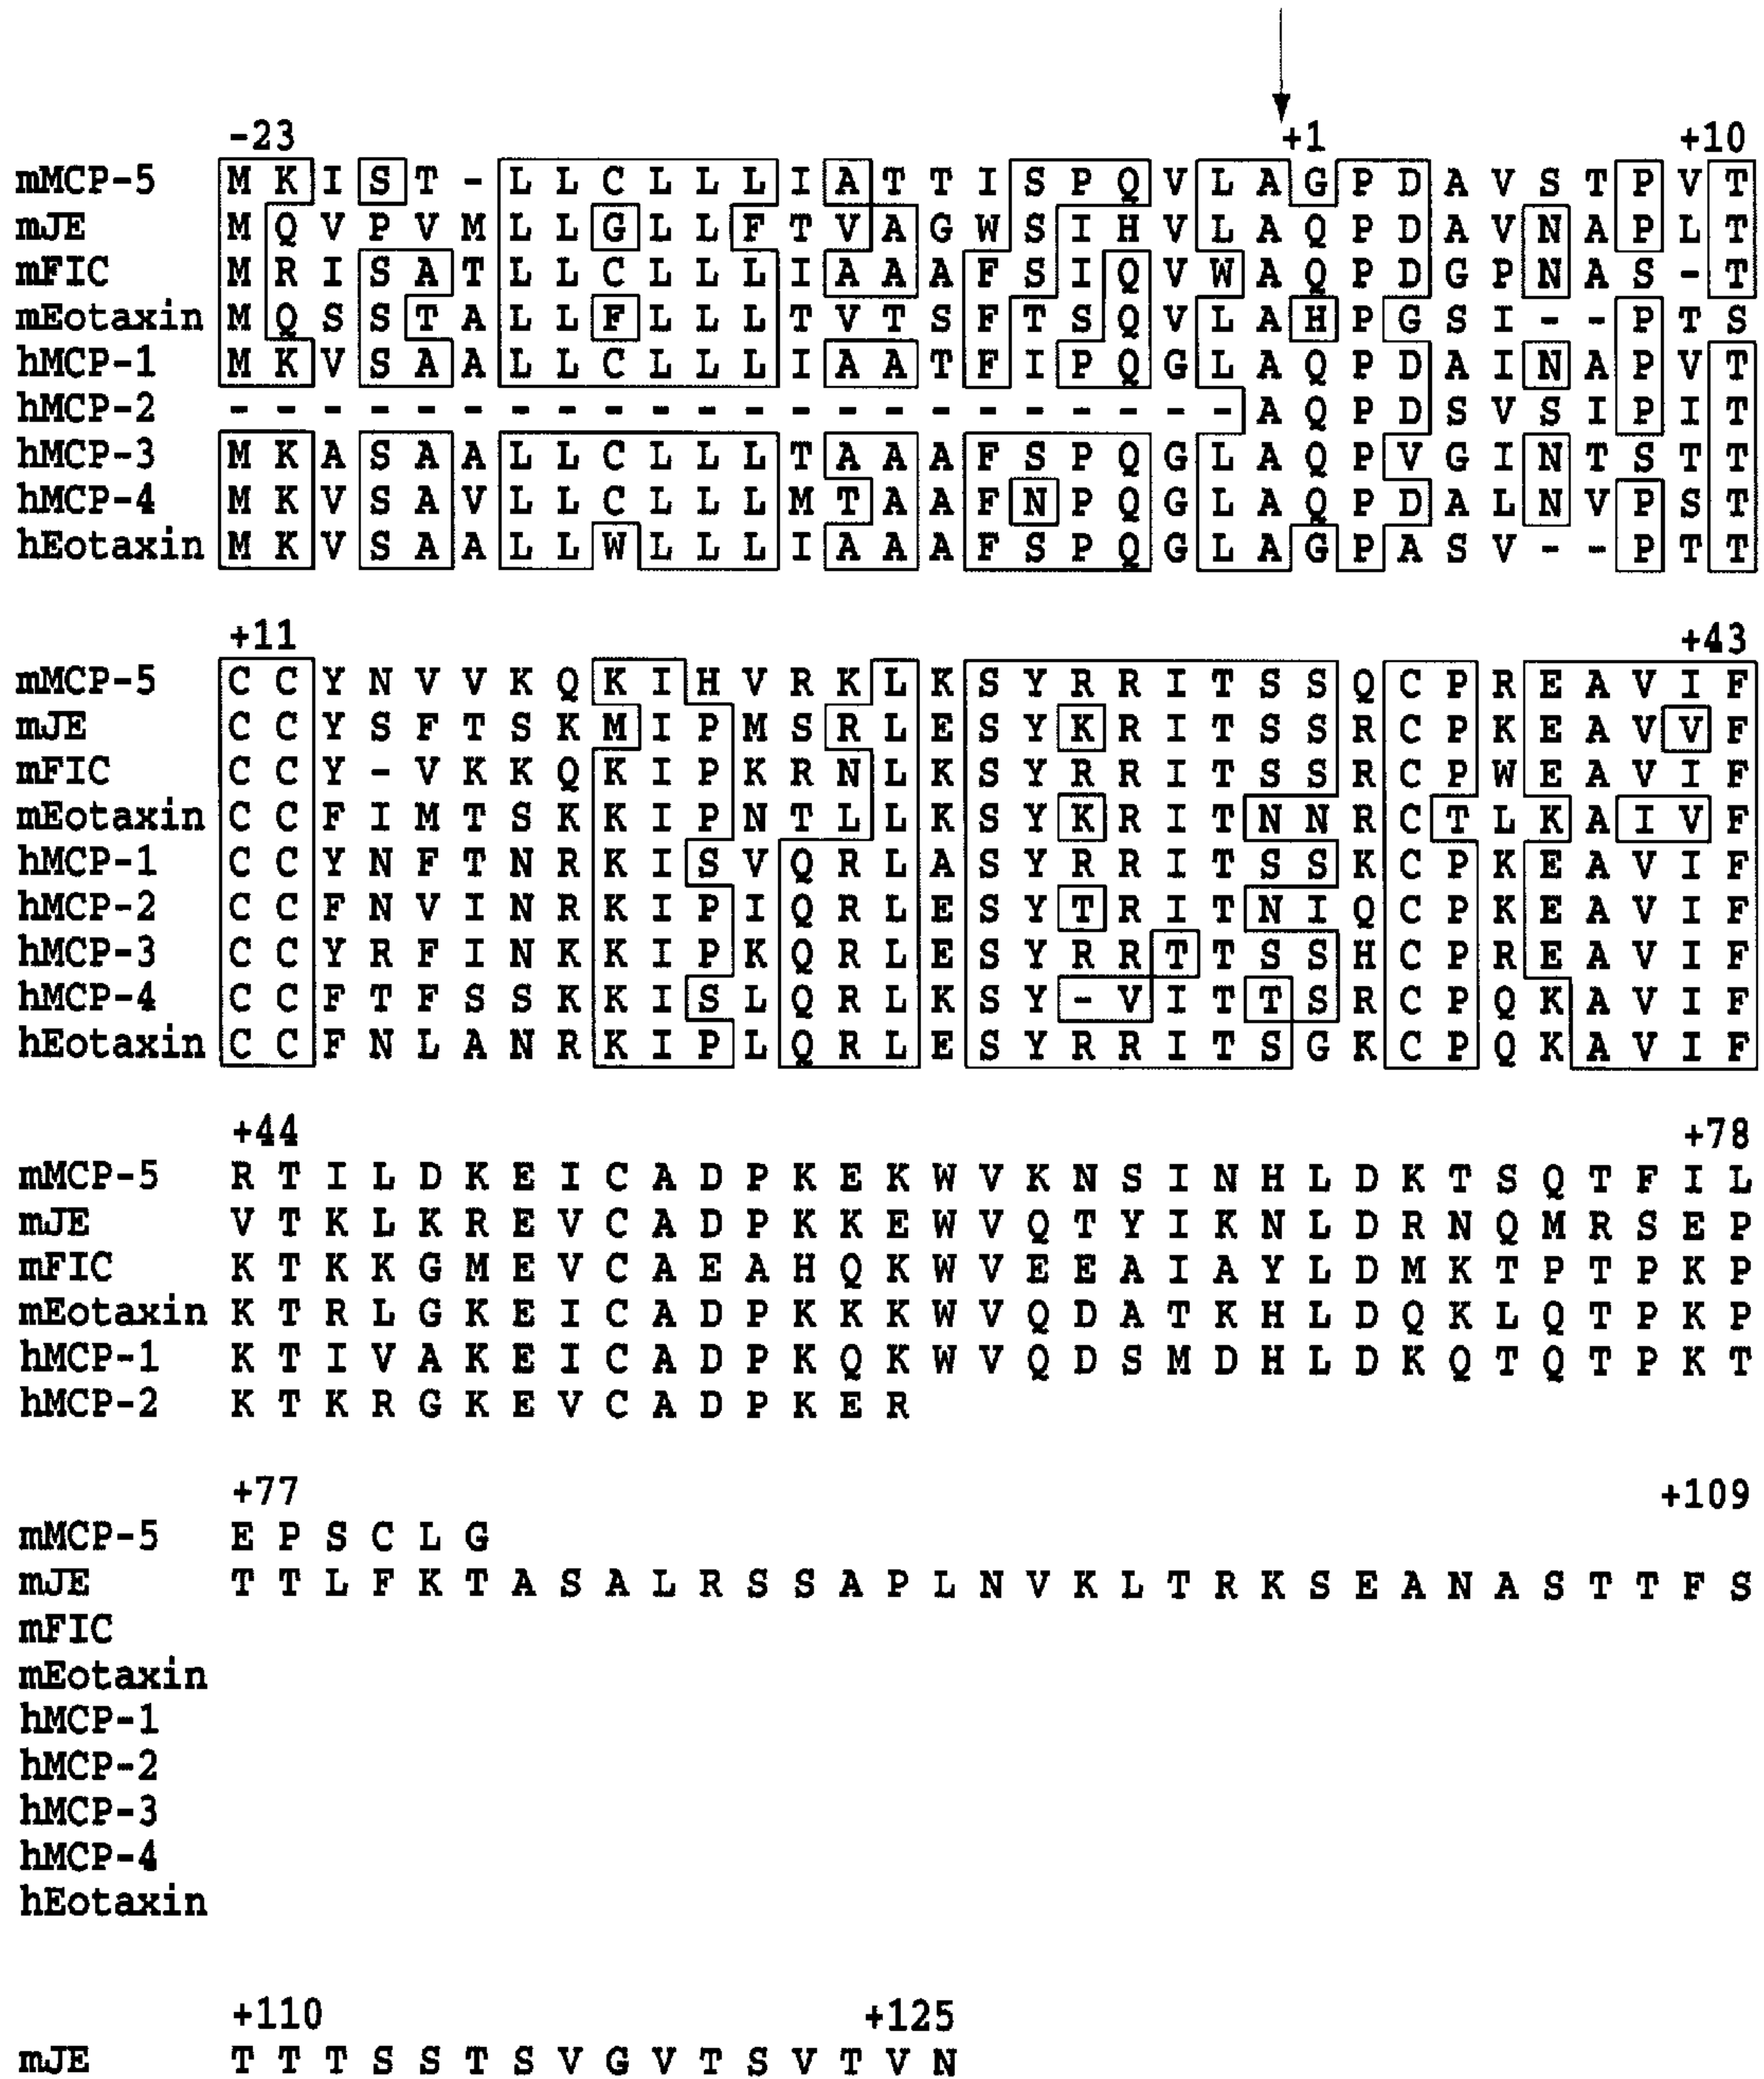 -23 +1 +10
mMCP-5 M K I S T - L L C L L L I A T T I S P Q V L A G P D A V S T P V T
mJE M Q V P V M L L G L L F T V A G W S I H V L A Q P D A V N A P L T
mFIC M R I S A T L L C L L L I A A A F S I Q V W A Q P D G P N A S - T
mEotaxin M Q S S T A L L F L L L T V T S F T S Q V L A H P G S I - - P T S
hMCP-1 M K V S A A L L C L L L I A A T F I P Q G L A Q P D A I N A P V T
hMCP-2 - - - - - - - - - - - - - - - - - - - - - - A Q P D S V S I P I T
hMCP-3 M K A S A A L L C L L L T A A A F S P Q G L A Q P V G I N T S T T
hMCP-4 M K V S A V L L C L L L M T A A F N P Q G L A Q P D A L N V P S T
hEotaxin M K V S A A L L W L L L I A A A F S P Q G L A G P A S V - - P T T
+11 +43
mMCP-5 C C Y N V V K Q K I H V R K L K S Y R R I T S S Q C P R E A V I F
mJE C C Y S F T S K M I P M S R L E S Y K R I T S S R C P K E A V V F
mFIC C C Y - V K K Q K I P K R N L K S Y R R I T S S R C P W E A V I F
mEotaxin C C F I M T S K K I P N T L L K S Y K R I T N N R C T L K A I V F
hMCP-1 C C Y N F T N R K I S V Q R L A S Y R R I T S S K C P K E A V I F
hMCP-2 C C F N V I N R K I P I Q R L E S Y T R I T N I Q C P K E A V I F
hMCP-3 C C Y R F I N K K I P K Q R L E S Y R R T T S S H C P R E A V I F
hMCP-4 C C F T F S S K K I S L Q R L K S Y - V I T T S R C P Q K A V I F
hEotaxin C C F N L A N R K I P L Q R L E S Y R R I T S G K C P Q K A V I F
+44 +78
mMCP-5 R T I L D K E I C A D P K E K W V K N S I N H L D K T S Q T F I L
mJE V T K L K R E V C A D P K K E W V Q T Y I K N L D R N Q M R S E P
mFIC K T K K G M E V C A E A H Q K W V E E A I A Y L D M K T P T P K P
mEotaxin K T R L G K E I C A D P K K K W V Q D A T K H L D Q K L Q T P K P
hMCP-1 K T I V A K E I C A D P K Q K W V Q D S M D H L D K Q T Q T P K T
hMCP-2 K T K R G K E V C A D P K E R
+77 +109
mMCP-5 E P S C L G
mJE T T L F K T A S A L R S S A P L N V K L T R K S E A N A S T T F S
mFIC
mEotaxin
hMCP-1
hMCP-2
hMCP-3
hMCP-4
hEotaxin
+110 +125
mJE T T T S S T S V G V T S V T V N